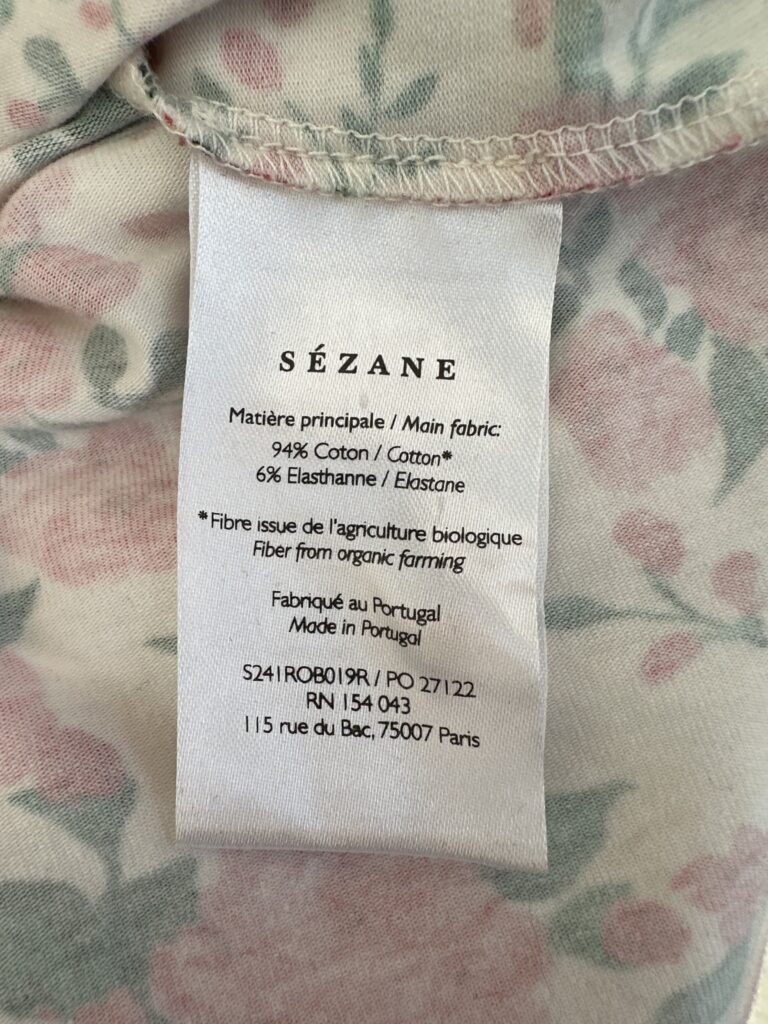 SÉZANE
Matière principale / Main fabric:
94% Coton / Cotton*
6% Elasthanne / Elastane
*Fibre issue de l'agriculture biologique
Fiber from organic farming
Fabriqué au Portugal
Made in Portugal
S241ROB019R / PO 27122
RN 154 043
115 rue du Bac, 75007 Paris